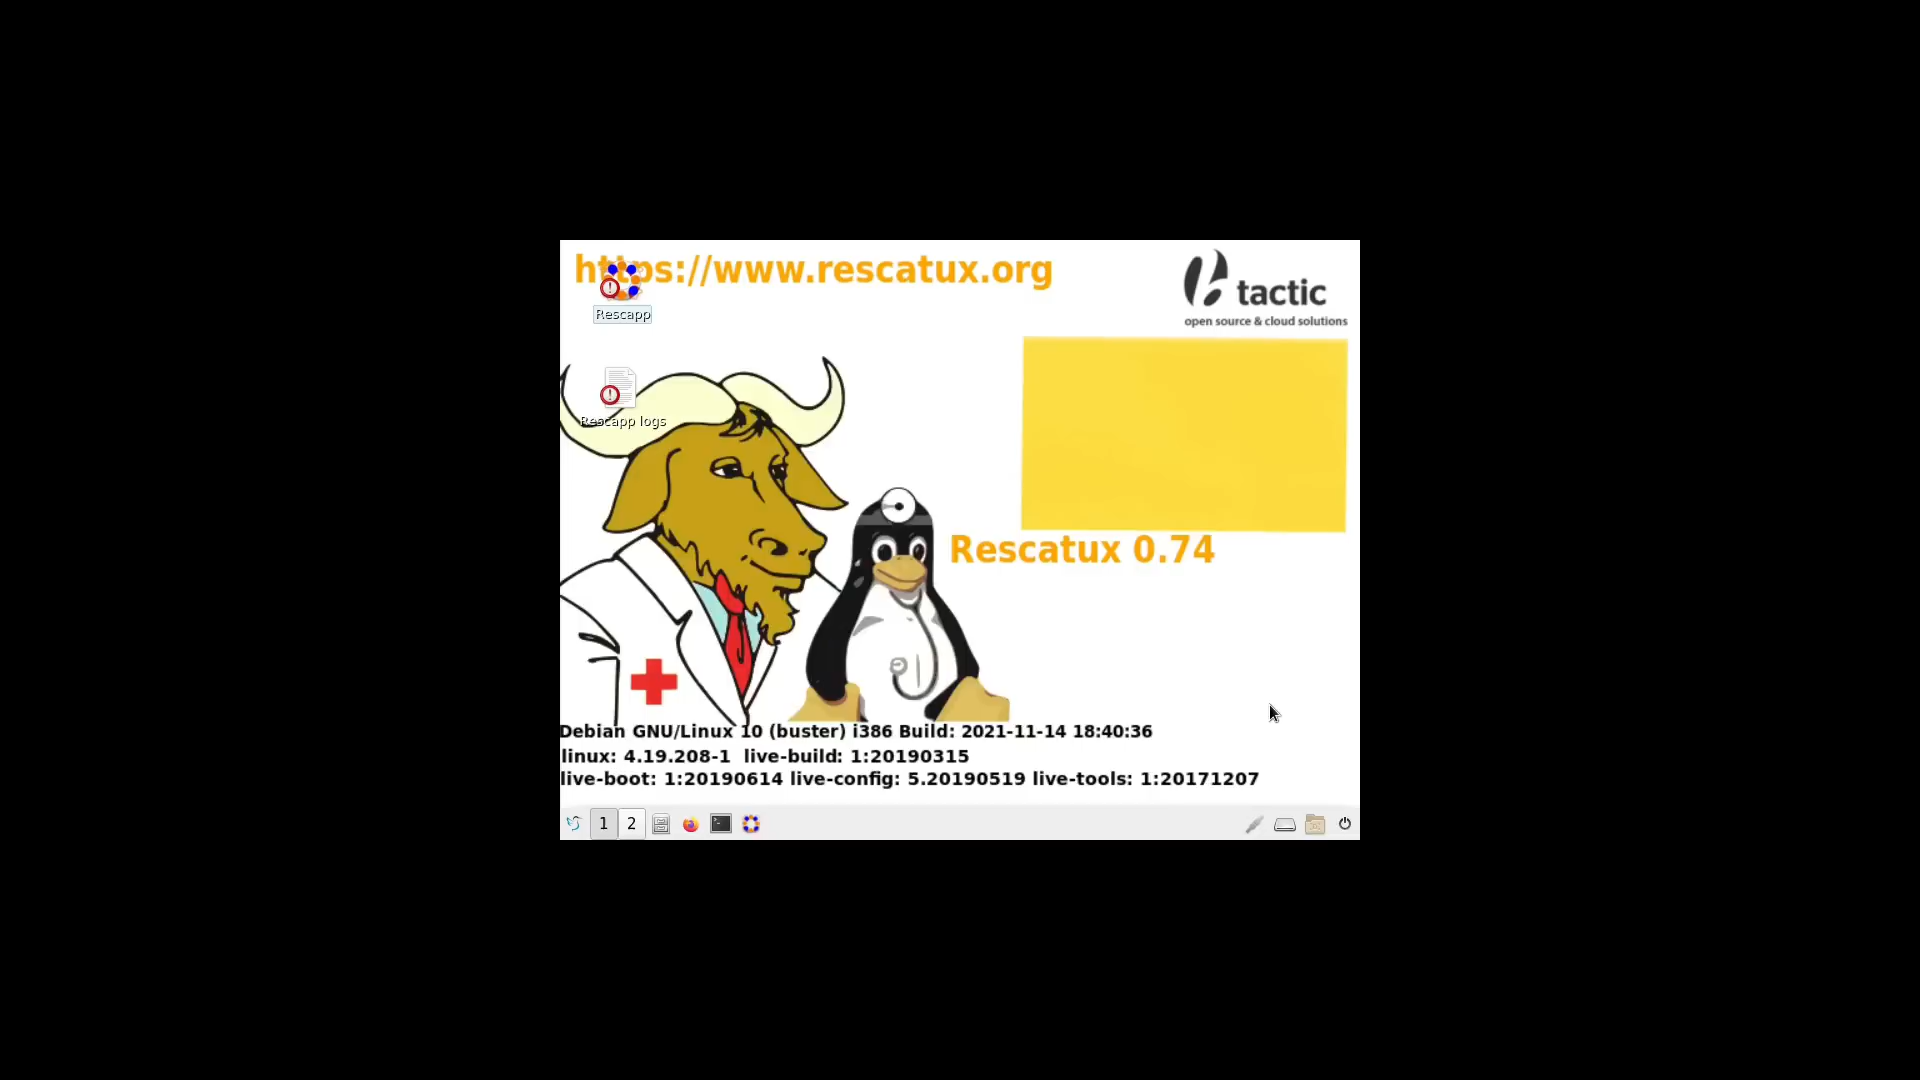 https://www.rescatux.org
tactic
open source & cloud solutions
Rescapp
Rescapp logs
Rescatux 0.74
Debian GNU/Linux 10 (buster) i386 Build: 2021-11-14 18:40:36
linux: 4.19.208-1 live-build: 1:20190315
live-boot: 1:20190614 live-config: 5.20190519 live-tools: 1:20171207
1 2